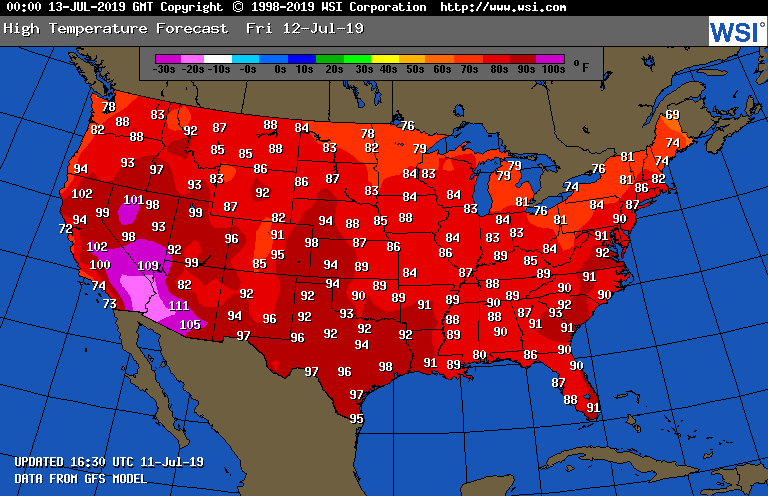 00:00 13-JUL-2019 GMT Copyright © 1998-2019 WSI Corporation http://www.wsi.com
High Temperature Forecast Fri 12-Jul-19
WSI
-30s -20s -10s -0s 0s 10s 20s 30s 40s 50s 60s 70s 80s 90s 100s °F
78 88 83 92 87 88 84 78 76 69
82 88 85 85 88 83 82 79 74
94 93 97 93 83 86 86 87 84 83 79 79 76 81 74
102 101 98 99 87 92 83 84 84 81 74 81 86 82
94 99 99 82 94 88 85 88 83 84 76 81 84 87 90
72 98 93 96 91 98 87 86 84 83 83 84 91
102 92 95 86 89 85 92
100 109 99 85 94 89 84 87 88 89 91
74 82 92 92 94 90 89 89 91 89 90 89 90 90
73 111 94 96 92 93 88 88 87 93 92
105 97 96 92 92 92 89 90 91 91
94 80 86 90
97 96 98 91 89 90
97 87
95 88 91
UPDATED 16:30 UTC 11-Jul-19
DATA FROM GFS MODEL